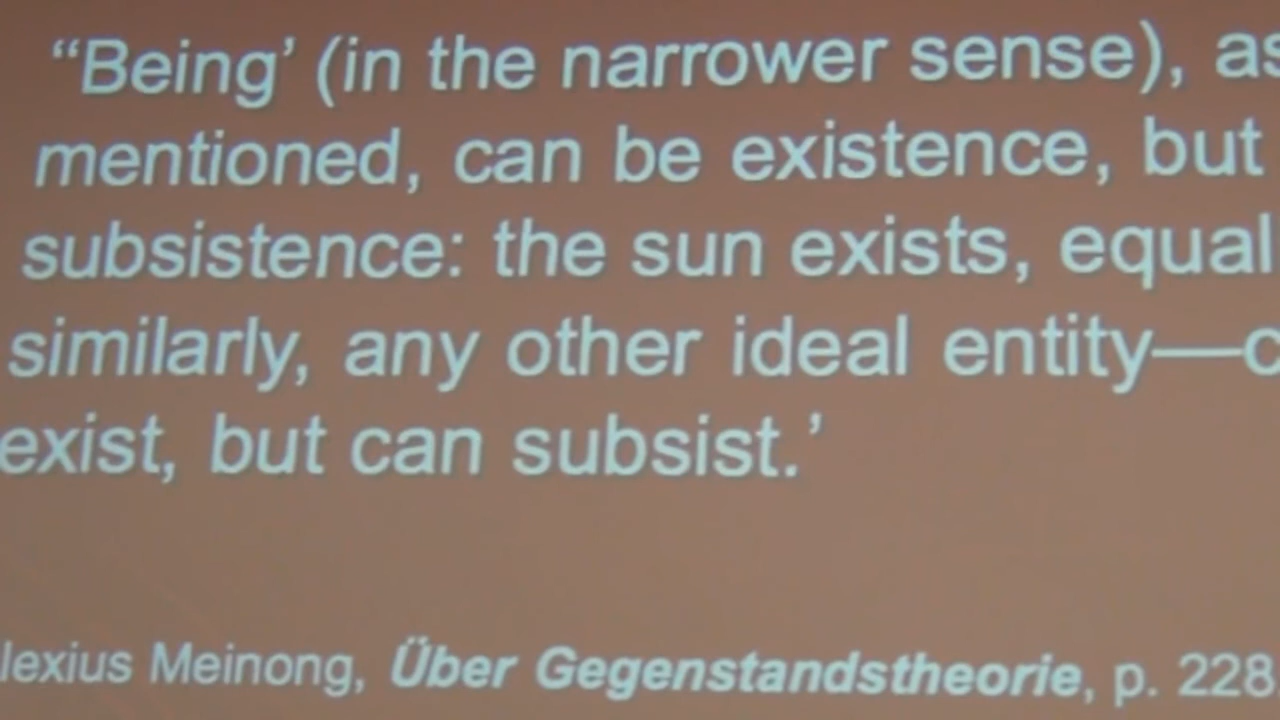 “Being’ (in the narrower sense), as
mentioned, can be existence, but
subsistence: the sun exists, equal
similarly, any other ideal entity—c
exist, but can subsist.’
lexius Meinong, Über Gegenstandstheorie, p. 228